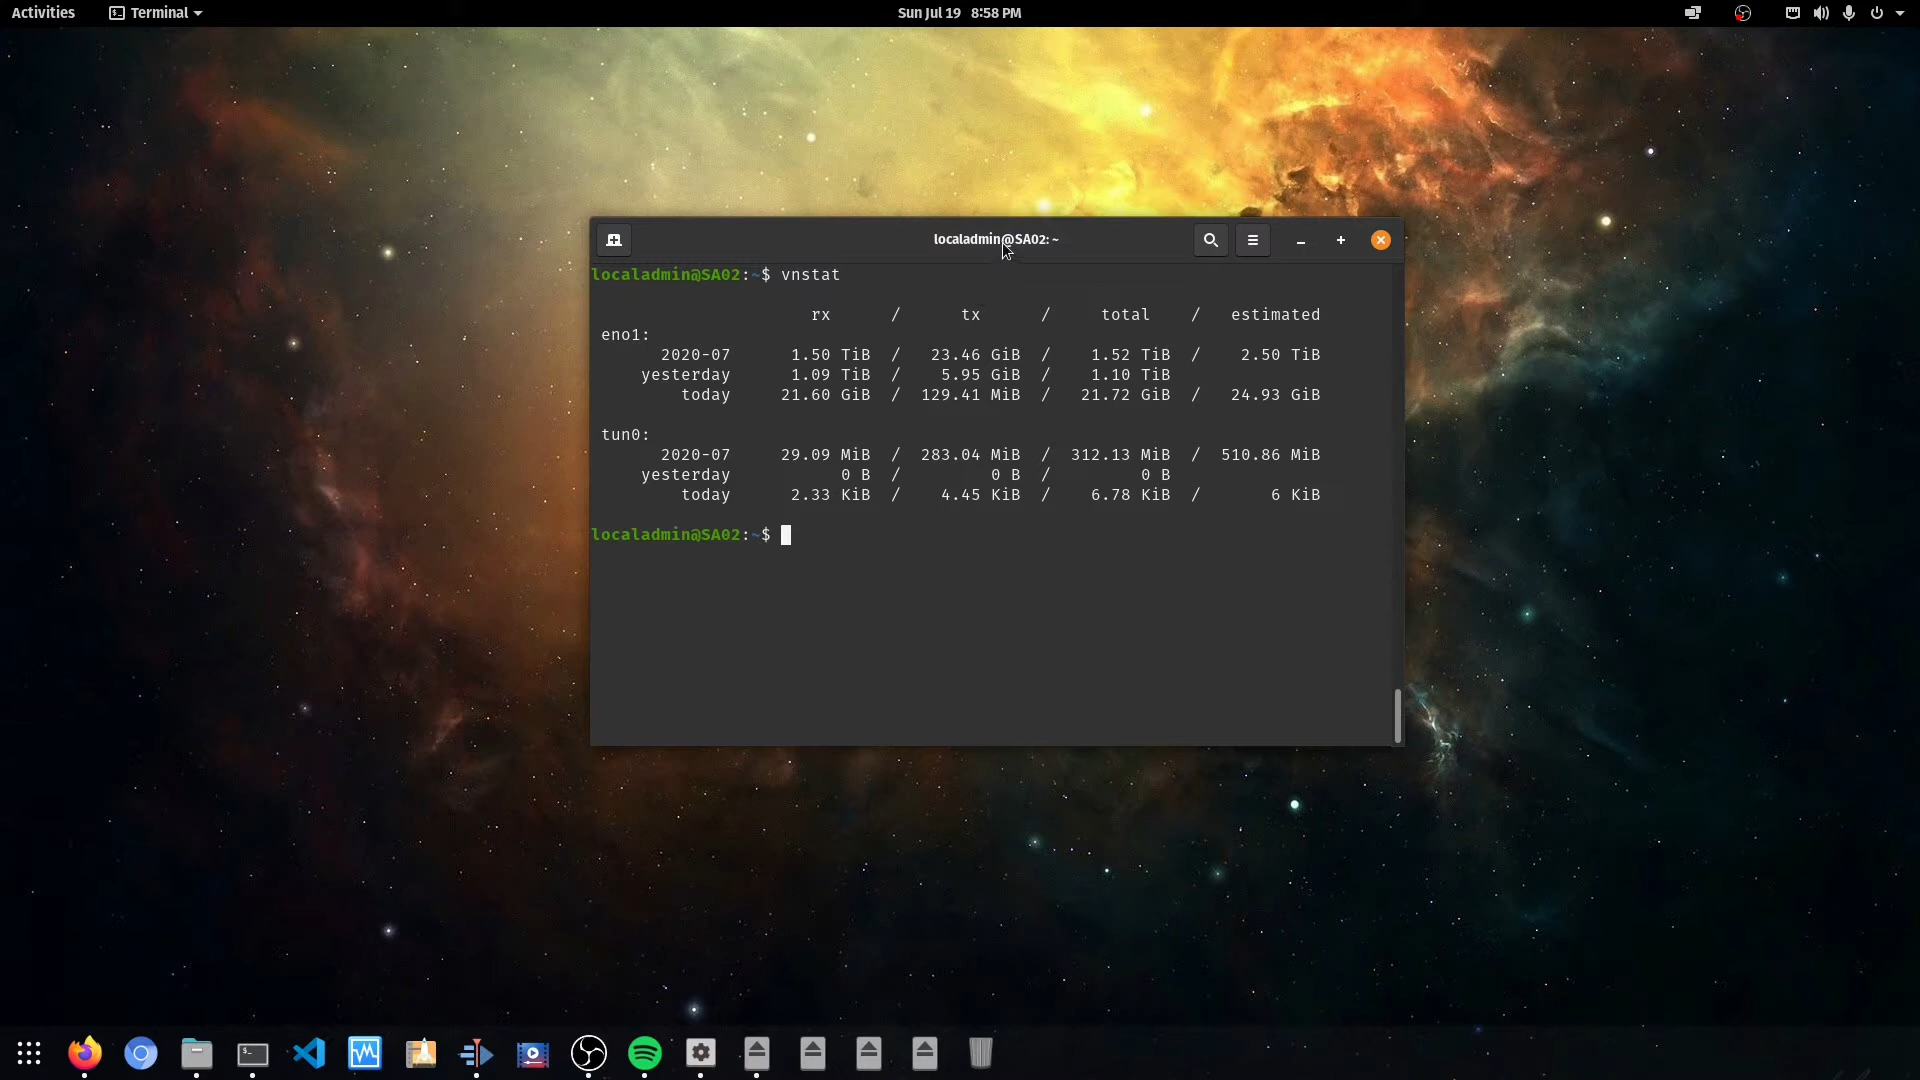 Activities Terminal Sun Jul 19 8:58 PM
localadmin@SA02: ~
localadmin@SA02:~$ vnstat
rx / tx / total / estimated
eno1:
2020-07 1.50 TiB / 23.46 GiB / 1.52 TiB / 2.50 TiB
yesterday 1.09 TiB / 5.95 GiB / 1.10 TiB
today 21.60 GiB / 129.41 MiB / 21.72 GiB / 24.93 GiB
tun0:
2020-07 29.09 MiB / 283.04 MiB / 312.13 MiB / 510.86 MiB
yesterday 0 B / 0 B / 0 B
today 2.33 KiB / 4.45 KiB / 6.78 KiB / 6 KiB
localadmin@SA02:~$